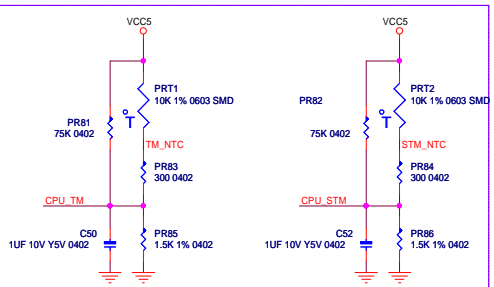 VCC5
VCC5
PRT1
10K 1% 0603 SMD
PRT2
10K 1% 0603 SMD
T
T
PR81
75K 0402
PR82
75K 0402
TM_NTC
STM_NTC
PR83
300 0402
PR84
300 0402
CPU_TM
CPU_STM
C50
1UF 10V Y5V 0402
PR85
1.5K 1% 0402
C52
1UF 10V Y5V 0402
PR86
1.5K 1% 0402